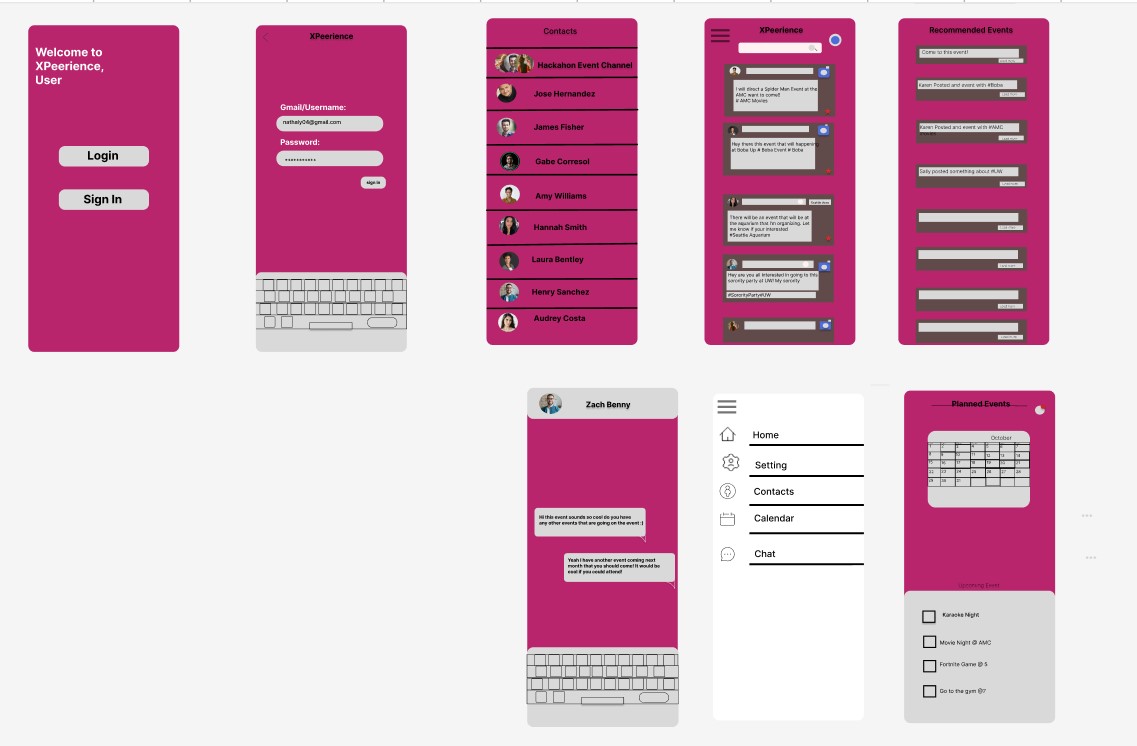 Welcome to
XPeerience,
User
Login
Sign In
XPeerience
Gmail/Username:
nathaly04@gmail.com
Password:
sign in
Contacts
Hackahon Event Channel
Jose Hernandez
James Fisher
Gabe Corresol
Amy Williams
Hannah Smith
Laura Bentley
Henry Sanchez
Audrey Costa
XPeerience
I will direct a Spider Man Event at the
AMC want to come!!
# AMC Movies
Hey there this event that will happening
at Boba Up # Boba Event # Boba
There will be an event that will be at
the aquarium that I'm organizing. Let
me know if your interested
#Seattle Aquarium
Hey are you all interested in going to this
sorority party at UW! My sorority
#SororityParty#UW
Recommended Events
Come to this event!
Karen Posted and event with #Boba
Karen Posted and event with #AMC
Sally posted something about #UW
Zach Benny
Hi this event sounds so cool do you have
any other events that are going on the event :)
Yeah I have another event coming next
month that you should come! It would be
cool if you could attend!
Home
Setting
Contacts
Calendar
Chat
Planned Events
October
1 2 3 4 5 6 7
8 9 10 11 12 13 14
15 16 17 18 19 20 21
22 23 24 25 26 27 28
29 30 31
Upcoming Event
Karaoke Night
Movie Night @ AMC
Fortnite Game @ 5
Go to the gym @7